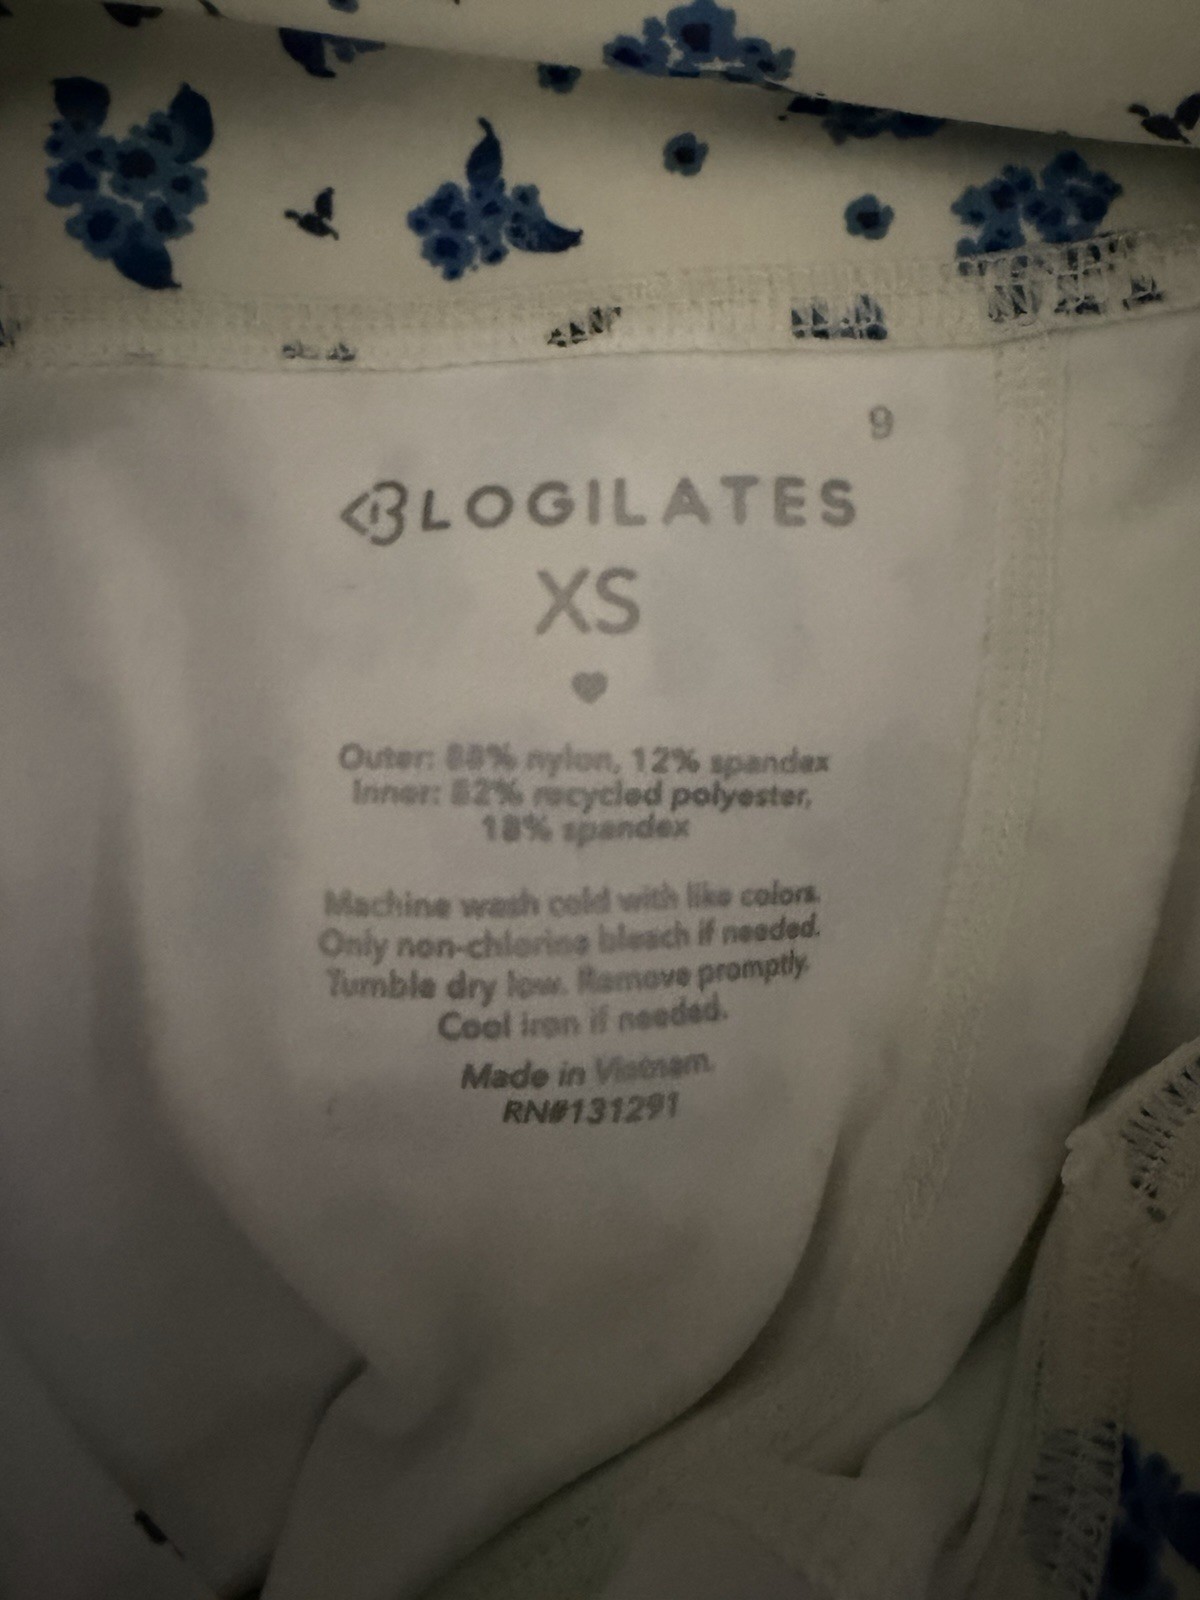 9
BLOGILATES
XS
Outer: 88% nylon, 12% spandex
Inner: 82% recycled polyester,
18% spandex
Machine wash cold with like colors.
Only non-chlorine bleach if needed.
Tumble dry low. Remove promptly.
Cool iron if needed.
Made in Vietnam.
RN#131291